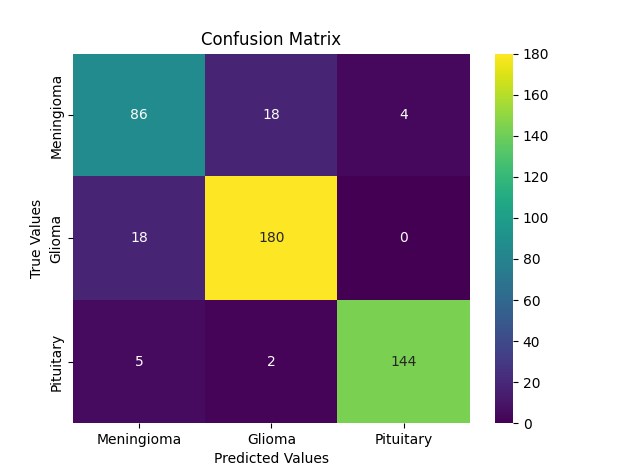 Confusion Matrix
True Values
Meningioma
86 18 4
Glioma
18 180 0
Pituitary
5 2 144
Meningioma Glioma Pituitary
Predicted Values
180
160
140
120
100
80
60
40
20
0